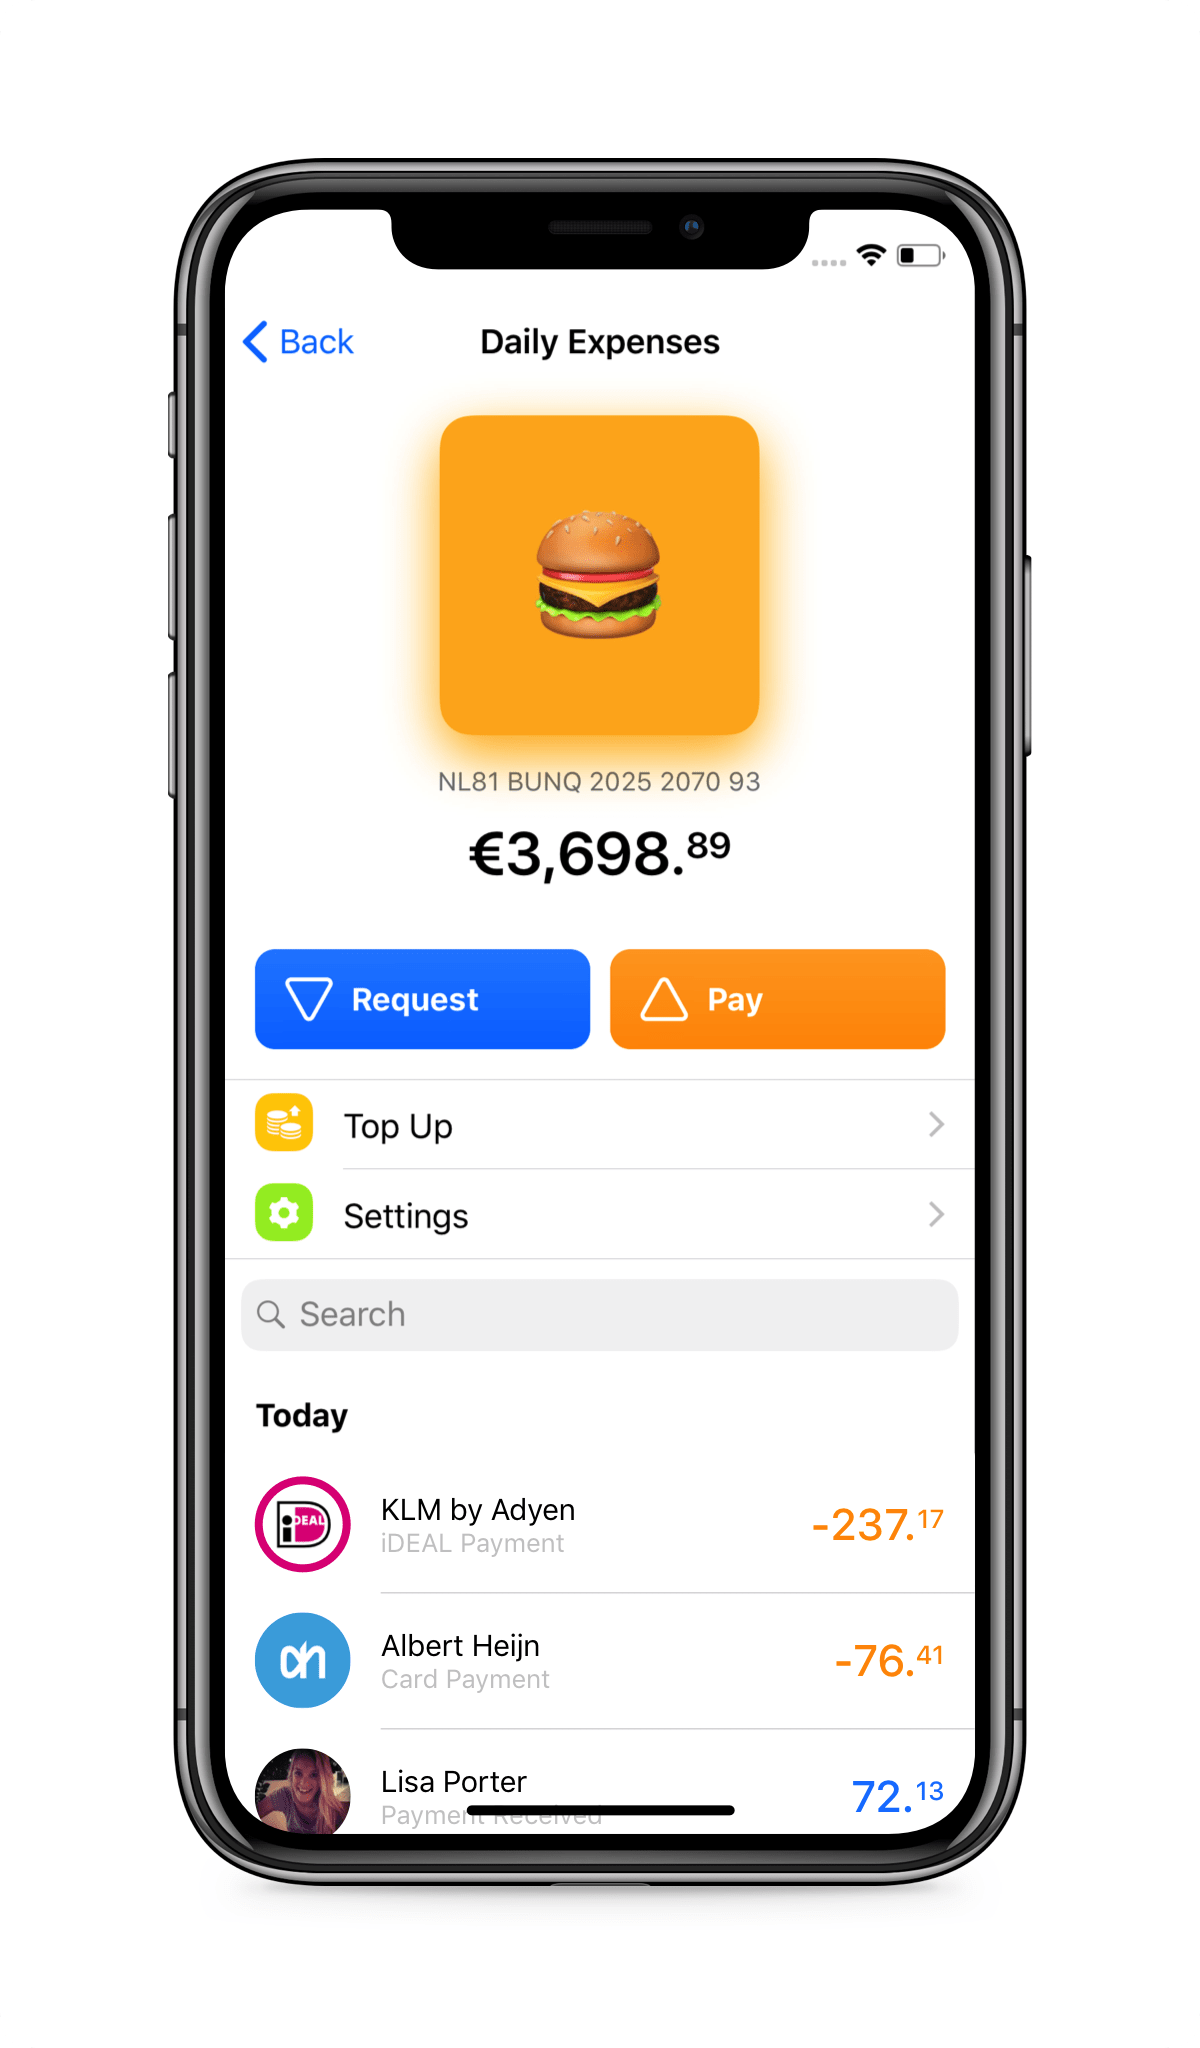 Back
Daily Expenses
NL81 BUNQ 2025 2070 93
€3,698.89
Request
Pay
Top Up
Settings
Search
Today
iDEAL
KLM by Adyen
-237.17
iDEAL Payment
Albert Heijn
-76.41
Card Payment
Lisa Porter
72.13
Payment Received